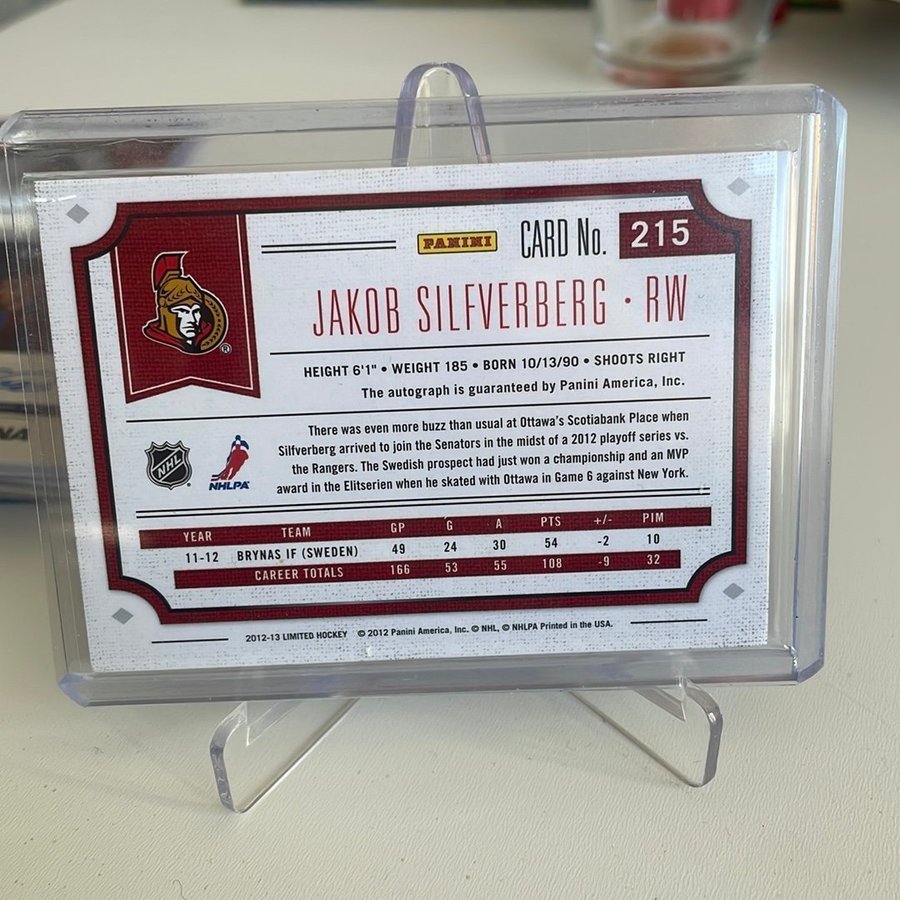 PANINI CARD No. 215
JAKOB SILFVERBERG • RW
HEIGHT 6'1" • WEIGHT 185 • BORN 10/13/90 • SHOOTS RIGHT
The autograph is guaranteed by Panini America, Inc.
There was even more buzz than usual at Ottawa's Scotiabank Place when
Silfverberg arrived to join the Senators in the midst of a 2012 playoff series vs.
the Rangers. The Swedish prospect had just won a championship and an MVP
award in the Elitserien when he skated with Ottawa in Game 6 against New York.
®
NHL
NHLPA
YEAR TEAM GP G A PTS +/- PIM
11-12 BRYNAS IF (SWEDEN) 49 24 30 54 -2 10
CAREER TOTALS 166 53 55 108 -9 32
2012-13 LIMITED HOCKEY © 2012 Panini America, Inc. © NHL, © NHLPA Printed in the USA.